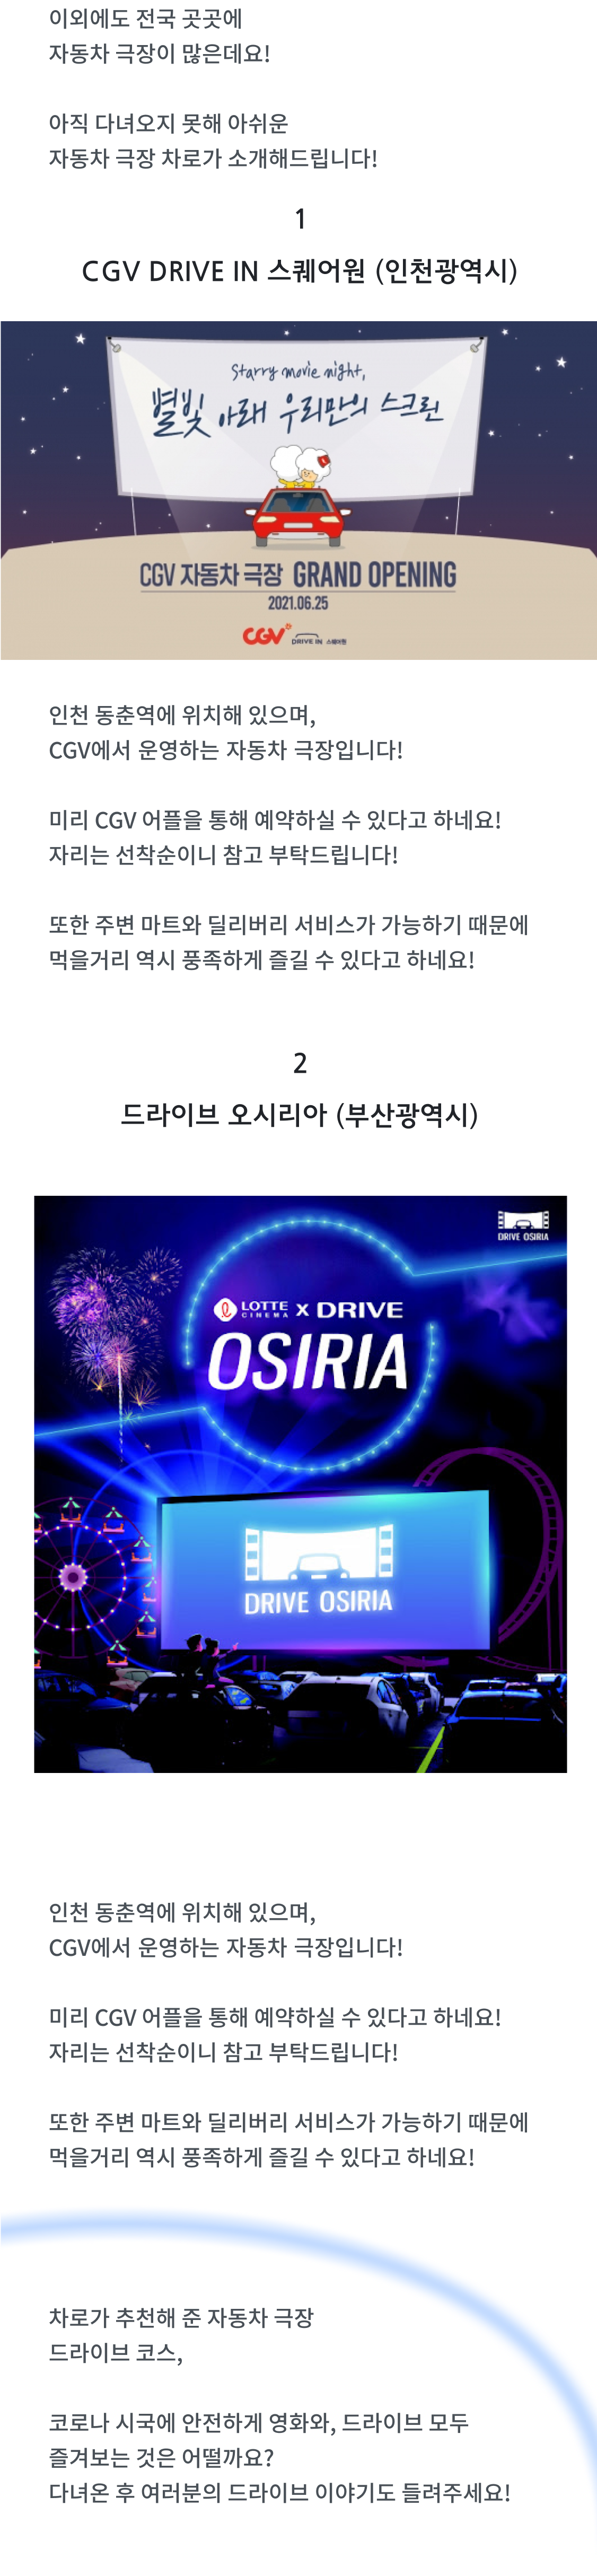 이외에도 전국 곳곳에
자동차 극장이 많은데요!
아직 다녀오지 못해 아쉬운
자동차 극장 차로가 소개해드립니다!
1
CGV DRIVE IN 스퀘어원 (인천광역시)
Starry movie night,
별빛 아래 우리만의 스크린
CGV 자동차 극장 GRAND OPENING
2021.06.25
CGV DRIVE IN 스퀘어원
인천 동춘역에 위치해 있으며,
CGV에서 운영하는 자동차 극장입니다!
미리 CGV 어플을 통해 예약하실 수 있다고 하네요!
자리는 선착순이니 참고 부탁드립니다!
또한 주변 마트와 딜리버리 서비스가 가능하기 때문에
먹을거리 역시 풍족하게 즐길 수 있다고 하네요!
2
드라이브 오시리아 (부산광역시)
DRIVE OSIRIA
LOTTE CINEMA X DRIVE
OSIRIA
DRIVE OSIRIA
인천 동춘역에 위치해 있으며,
CGV에서 운영하는 자동차 극장입니다!
미리 CGV 어플을 통해 예약하실 수 있다고 하네요!
자리는 선착순이니 참고 부탁드립니다!
또한 주변 마트와 딜리버리 서비스가 가능하기 때문에
먹을거리 역시 풍족하게 즐길 수 있다고 하네요!
차로가 추천해 준 자동차 극장
드라이브 코스,
코로나 시국에 안전하게 영화와, 드라이브 모두
즐겨보는 것은 어떨까요?
다녀온 후 여러분의 드라이브 이야기도 들려주세요!